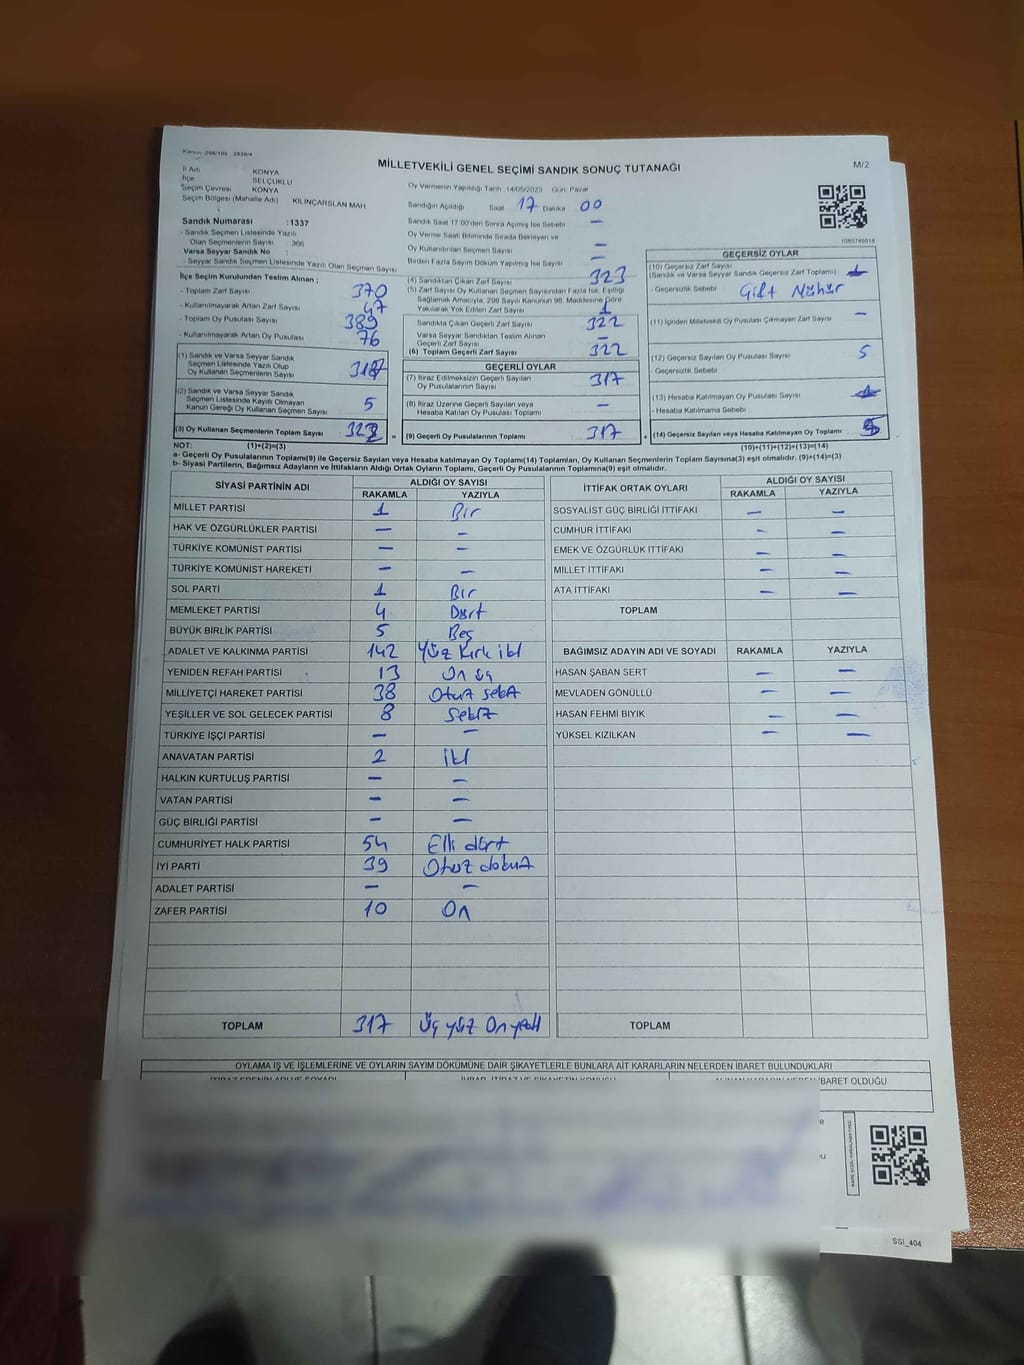 Kanun: 298/105 2839/4
MİLLETVEKİLİ GENEL SEÇİMİ SANDIK SONUÇ TUTANAĞI
M/2
İl Adı KONYA
İlçe SELÇUKLU
Seçim Çevresi KONYA
Seçim Bölgesi (Mahalle Adı) KILINÇARSLAN MAH
Sandık Numarası : 1337
- Sandık Seçmen Listesinde Yazılı
Olan Seçmenlerin Sayısı : 366
Varsa Seyyar Sandık No :
- Seyyar Sandık Seçmen Listesinde Yazılı Olan Seçmen Sayısı
Oy Vermenin Yapıldığı Tarih 14/05/2023 Gün: Pazar
Sandığın Açıldığı Saat 17 Dakika 00
Sandık Saat 17.00'den Sonra Açılmış İse Sebebi —
Oy Verme Saati Bitiminde Sırada Bekleyen ve
Oy Kullandırılan Seçmen Sayısı —
Birden Fazla Sayım Döküm Yapılmış İse Sayısı —
1083745018
İlçe Seçim Kurulundan Teslim Alınan ;
- Toplam Zarf Sayısı 370
- Kullanılmayarak Artan Zarf Sayısı 47
- Toplam Oy Pusulası Sayısı 389
- Kullanılmayarak Artan Oy Pusulası 76
(1) Sandık ve Varsa Seyyar Sandık
Seçmen Listesinde Yazılı Olup
Oy Kullanan Seçmenlerin Sayısı
(2) Sandık ve Varsa Seyyar Sandık
Seçmen Listesinde Kayıtlı Olmayan
Kanun Gereği Oy Kullanan Seçmen Sayısı 5
(3) Oy Kullanan Seçmenlerin Toplam Sayısı =
(4) Sandıktan Çıkan Zarf Sayısı 323
(5) Zarf Sayısı Oy Kullanan Seçmen Sayısından Fazla İse, Eşitliği
Sağlamak Amacıyla, 298 Sayılı Kanunun 98. Maddesine Göre
Yakılarak Yok Edilen Zarf Sayısı 1
Sandıkta Çıkan Geçerli Zarf Sayısı 322
Varsa Seyyar Sandıktan Teslim Alınan
Geçerli Zarf Sayısı —
(6) Toplam Geçerli Zarf Sayısı 322
GEÇERLİ OYLAR
(7) İtiraz Edilmeksizin Geçerli Sayılan
Oy Pusulalarının Sayısı 317
(8) İtiraz Üzerine Geçerli Sayılan veya
Hesaba Katılan Oy Pusulası Toplamı —
(9) Geçerli Oy Pusulalarının Toplamı 317 +
GEÇERSİZ OYLAR
(10) Geçersiz Zarf Sayısı
(Sandık ve Varsa Seyyar Sandık Geçersiz Zarf Toplamı)
- Geçersizlik Sebebi : Çift Mühür
(11) İçinden Milletvekili Oy Pusulası Çıkmayan Zarf Sayısı —
(12) Geçersiz Sayılan Oy Pusulası Sayısı 5
- Geçersizlik Sebebi
(13) Hesaba Katılmayan Oy Pusulası Sayısı
- Hesaba Katılmama Sebebi
(14) Geçersiz Sayılan veya Hesaba Katılmayan Oy Toplamı
NOT: (1)+(2)=(3) (10)+(11)+(12)+(13)=(14)
a- Geçerli Oy Pusulalarının Toplamı(9) ile Geçersiz Sayılan veya Hesaba katılmayan Oy Toplam(14) Toplamları, Oy Kullanan Seçmenlerin Toplam Sayısına(3) eşit olmalıdır. (9)+(14)=(3)
b- Siyasi Partilerin, Bağımsız Adayların ve İttifakların Aldığı Ortak Oyların Toplamı, Geçerli Oy Pusulalarının Toplamına(9) eşit olmalıdır.
SİYASİ PARTİNİN ADI ALDIĞI OY SAYISI
RAKAMLA YAZIYLA
MİLLET PARTİSİ 1 Bir
HAK VE ÖZGÜRLÜKLER PARTİSİ — —
TÜRKİYE KOMÜNİST PARTİSİ — —
TÜRKİYE KOMÜNİST HAREKETİ — —
SOL PARTİ 1 Bir
MEMLEKET PARTİSİ 4 Dört
BÜYÜK BİRLİK PARTİSİ 5 Beş
ADALET VE KALKINMA PARTİSİ 142 Yüz Kırk iki
YENİDEN REFAH PARTİSİ 13 On üç
MİLLİYETÇİ HAREKET PARTİSİ 38 Otuz sekiz
YEŞİLLER VE SOL GELECEK PARTİSİ 8 Sekiz
TÜRKİYE İŞÇİ PARTİSİ — —
ANAVATAN PARTİSİ 2 iki
HALKIN KURTULUŞ PARTİSİ — —
VATAN PARTİSİ — —
GÜÇ BİRLİĞİ PARTİSİ — —
CUMHURİYET HALK PARTİSİ 54 Elli dört
İYİ PARTİ 39 Otuz dokuz
ADALET PARTİSİ — —
ZAFER PARTİSİ 10 On
TOPLAM 317 Üç yüz On yedi
İTTİFAK ORTAK OYLARI ALDIĞI OY SAYISI
RAKAMLA YAZIYLA
SOSYALİST GÜÇ BİRLİĞİ İTTİFAKI — —
CUMHUR İTTİFAKI — —
EMEK VE ÖZGÜRLÜK İTTİFAKI — —
MİLLET İTTİFAKI — —
ATA İTTİFAKI — —
TOPLAM
BAĞIMSIZ ADAYIN ADI VE SOYADI RAKAMLA YAZIYLA
HASAN ŞABAN SERT — —
MEVLADEN GÖNÜLLÜ — —
HASAN FEHMİ BIYIK — —
YÜKSEL KIZILKAN — —
TOPLAM
OYLAMA İŞ VE İŞLEMLERİNE VE OYLARIN SAYIM DÖKÜMÜNE DAİR ŞİKAYETLERLE BUNLARA AİT KARARLARIN NELERDEN İBARET BULUNDUKLARI
İBARET OLDUĞU
SSI_404